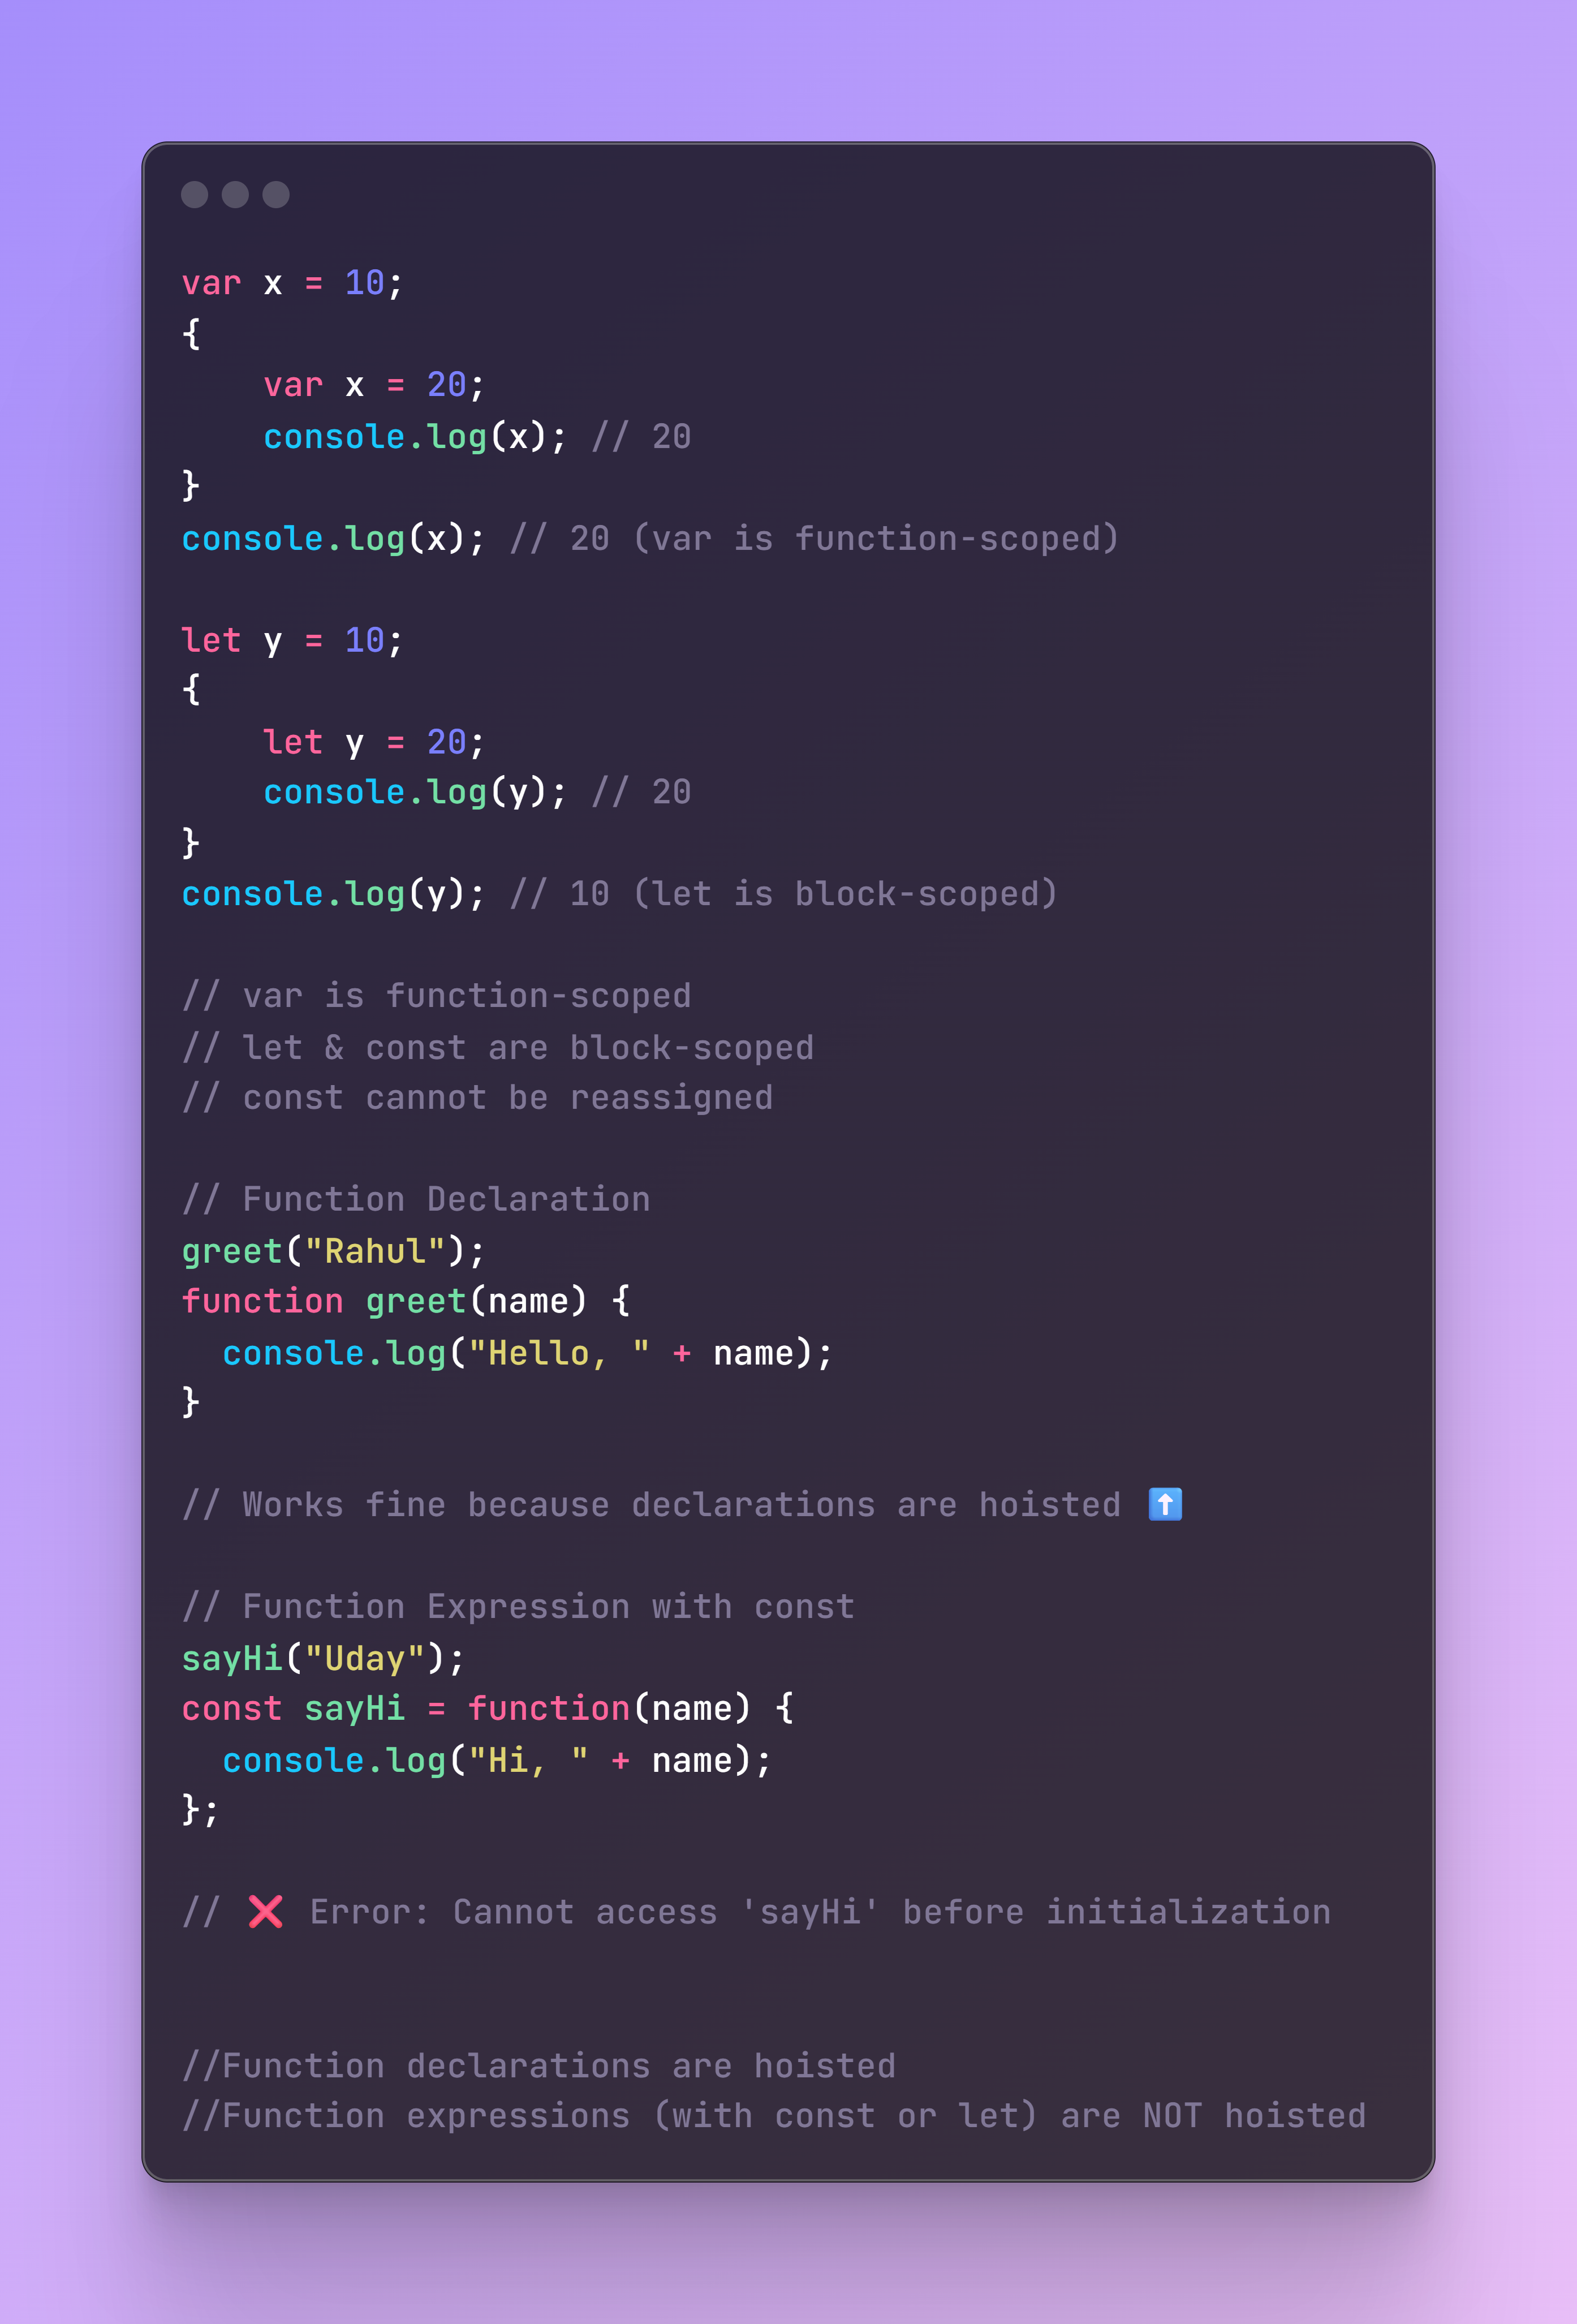 var x = 10;
{
    var x = 20;
    console.log(x); // 20
}
console.log(x); // 20 (var is function-scoped)

let y = 10;
{
    let y = 20;
    console.log(y); // 20
}
console.log(y); // 10 (let is block-scoped)

// var is function-scoped
// let & const are block-scoped
// const cannot be reassigned

// Function Declaration
greet("Rahul");
function greet(name) {
  console.log("Hello, " + name);
}

// Works fine because declarations are hoisted ⬆️

// Function Expression with const
sayHi("Uday");
const sayHi = function(name) {
  console.log("Hi, " + name);
};

// ❌ Error: Cannot access 'sayHi' before initialization

//Function declarations are hoisted
//Function expressions (with const or let) are NOT hoisted